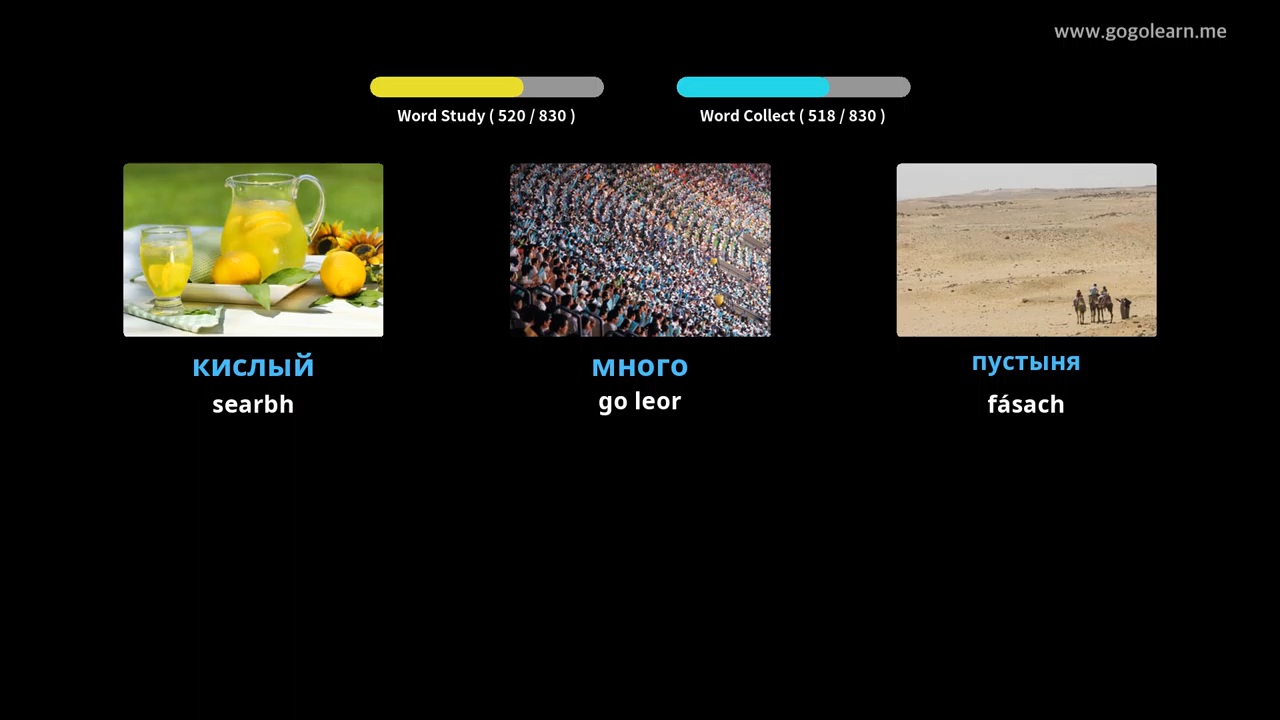 www.gogolearn.me
Word Study ( 520 / 830 )
Word Collect ( 518 / 830 )
кислый
searbh
много
go leor
пустыня
fásach